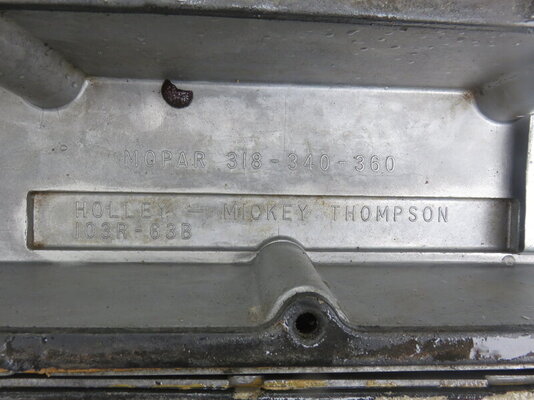 MOPAR 318-340-360
HOLLEY - MICKEY THOMPSON
103R-63B